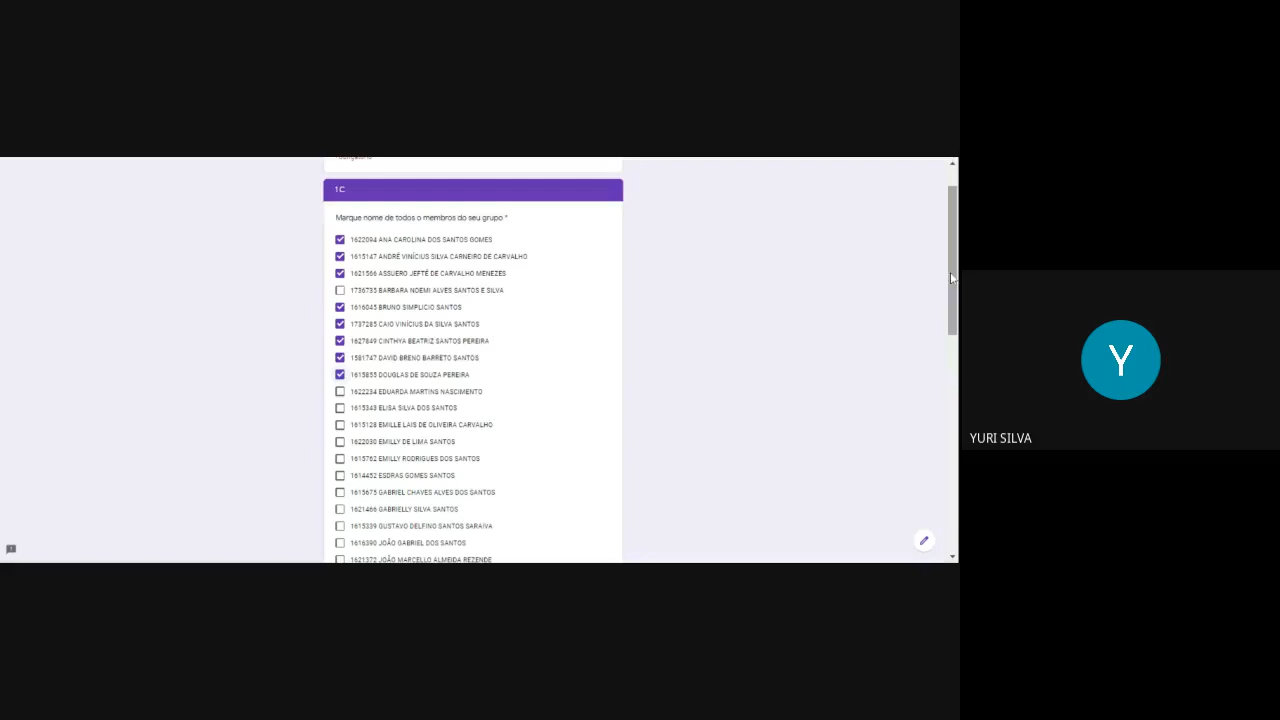 1C
Marque nome de todos o membros do seu grupo *
1622094 ANA CAROLINA DOS SANTOS GOMES
1615147 ANDRÉ VINÍCIUS SILVA CARNEIRO DE CARVALHO
1621566 ASSUERO JEFTÉ DE CARVALHO MENEZES
1736735 BARBARA NOEMI ALVES SANTOS E SILVA
1616045 BRUNO SIMPLICIO SANTOS
1737285 CAIO VINÍCIUS DA SILVA SANTOS
1627849 CINTHYA BEATRIZ SANTOS PEREIRA
1581747 DAVID BRENO BARRETO SANTOS
1615855 DOUGLAS DE SOUZA PEREIRA
1622234 EDUARDA MARTINS NASCIMENTO
1615343 ELISA SILVA DOS SANTOS
1615128 EMILLE LAIS DE OLIVEIRA CARVALHO
1622030 EMILLY DE LIMA SANTOS
1615762 EMILLY RODRIGUES DOS SANTOS
1614452 ESDRAS GOMES SANTOS
1615675 GABRIEL CHAVES ALVES DOS SANTOS
1621466 GABRIELLY SILVA SANTOS
1615339 GUSTAVO DELFINO SANTOS SARAIVA
1616390 JOÃO GABRIEL DOS SANTOS
1621372 JOÃO MARCELLO ALMEIDA REZENDE
Y
YURI SILVA